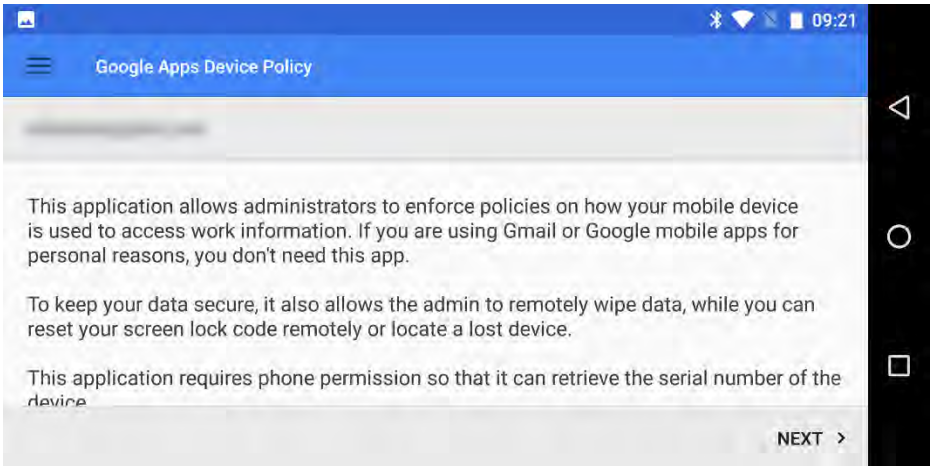 09:21
Google Apps Device Policy
This application allows administrators to enforce policies on how your mobile device
is used to access work information. If you are using Gmail or Google mobile apps for
personal reasons, you don't need this app.
To keep your data secure, it also allows the admin to remotely wipe data, while you can
reset your screen lock code remotely or locate a lost device.
This application requires phone permission so that it can retrieve the serial number of the
device
NEXT